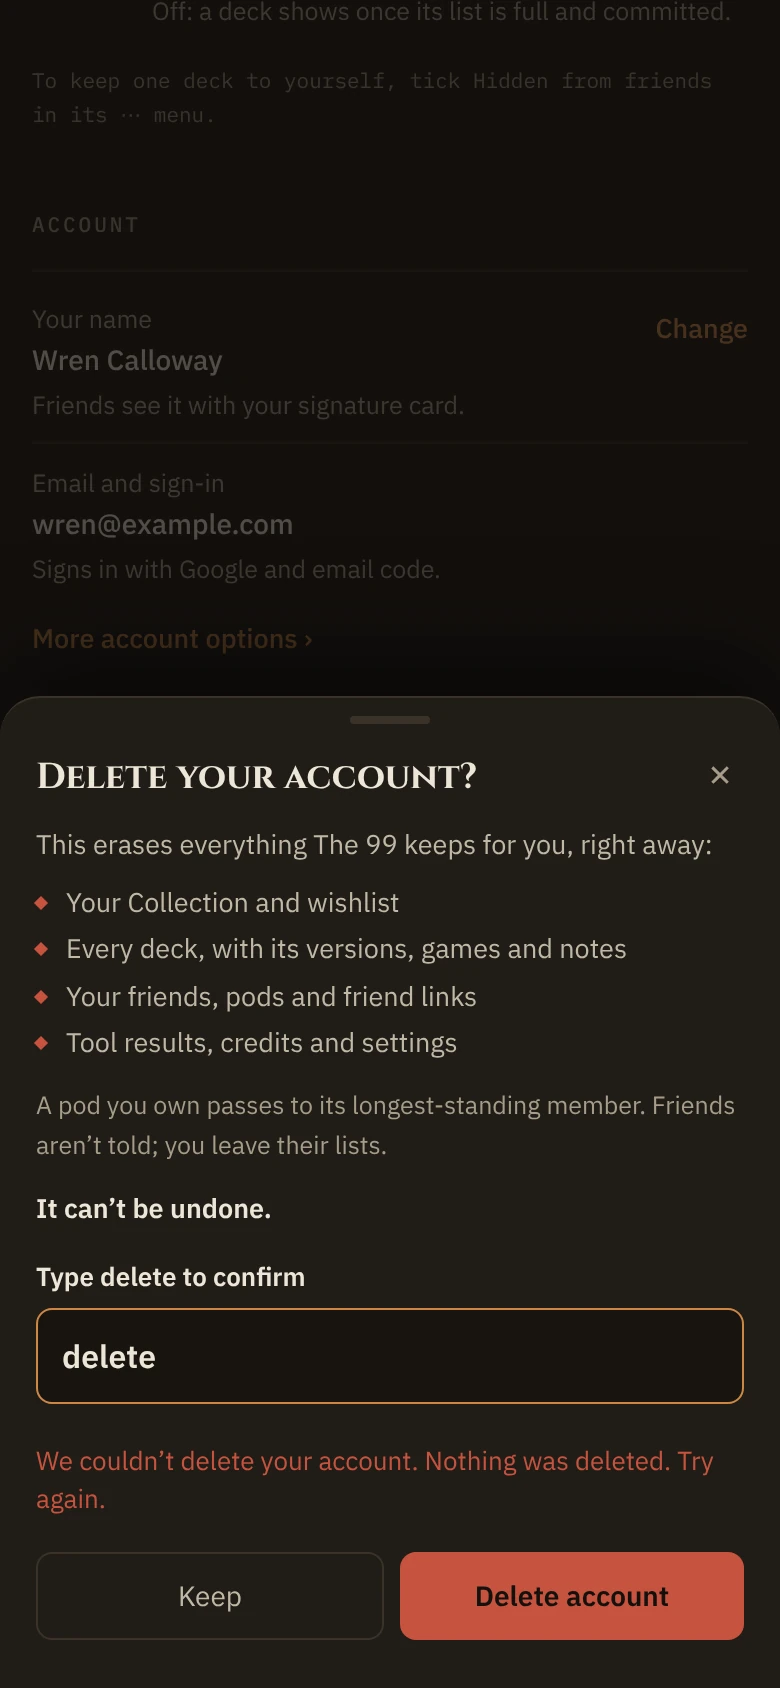 Off: a deck shows once its list is full and committed.
To keep one deck to yourself, tick Hidden from friends
in its ··· menu.
ACCOUNT
Your name
Change
Wren Calloway
Friends see it with your signature card.
Email and sign-in
wren@example.com
Signs in with Google and email code.
More account options ›
Delete your account?
✕
This erases everything The 99 keeps for you, right away:
Your Collection and wishlist
Every deck, with its versions, games and notes
Your friends, pods and friend links
Tool results, credits and settings
A pod you own passes to its longest-standing member. Friends
aren’t told; you leave their lists.
It can’t be undone.
Type delete to confirm
delete
We couldn’t delete your account. Nothing was deleted. Try
again.
Keep
Delete account